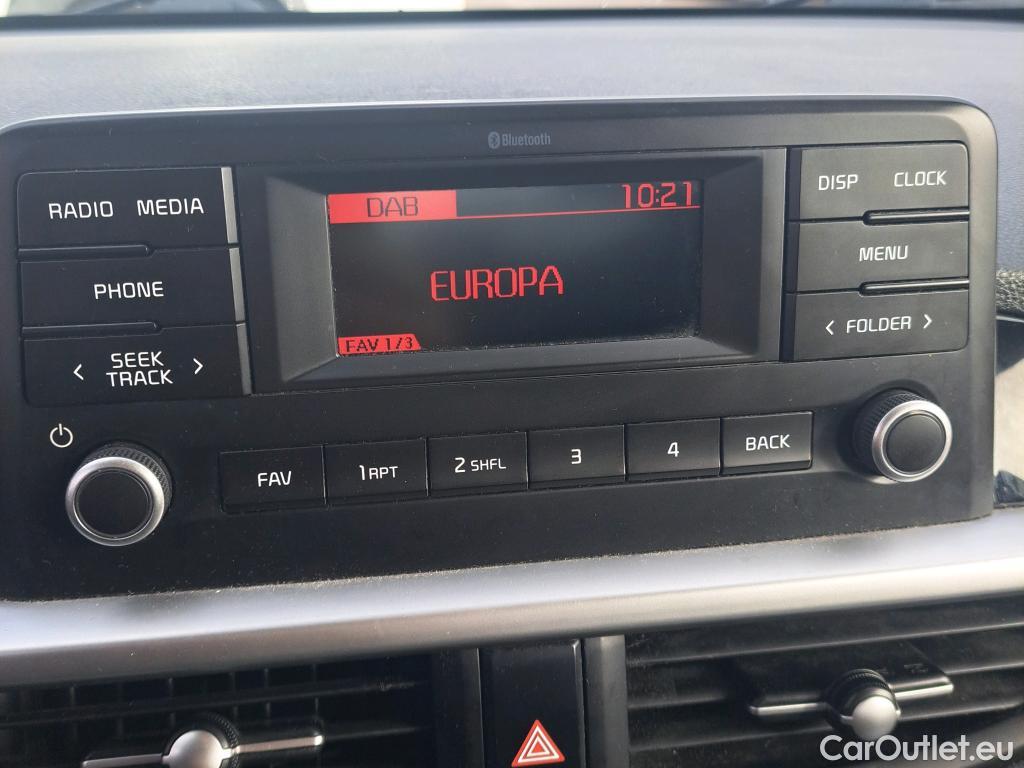 Bluetooth
RADIO MEDIA
DAB 10:21
DISP CLOCK
PHONE
EUROPA
MENU
< SEEK TRACK >
FAV 1/3
< FOLDER >
FAV
1 RPT
2 SHFL
3
4
BACK
CarOutlet.eu